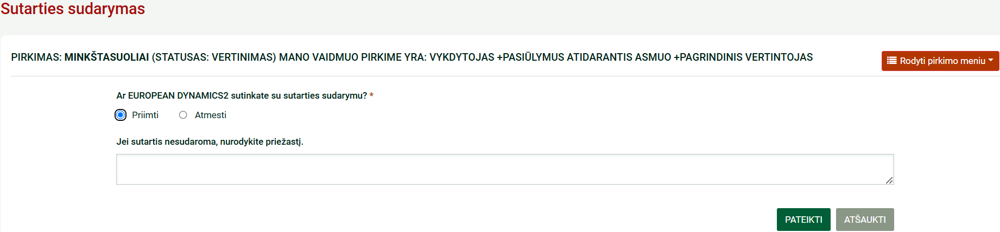 Sutarties sudarymas
PIRKIMAS: MINKŠTASUOLIAI (STATUSAS: VERTINIMAS) MANO VAIDMUO PIRKIME YRA: VYKDYTOJAS +PASIŪLYMUS ATIDARANTIS ASMUO +PAGRINDINIS VERTINTOJAS
Rodyti pirkimo meniu
Ar EUROPEAN DYNAMICS2 sutinkate su sutarties sudarymu? *
Priimti Atmesti
Jei sutartis nesudaroma, nurodykite priežastį.
PATEIKTI ATŠAUKTI